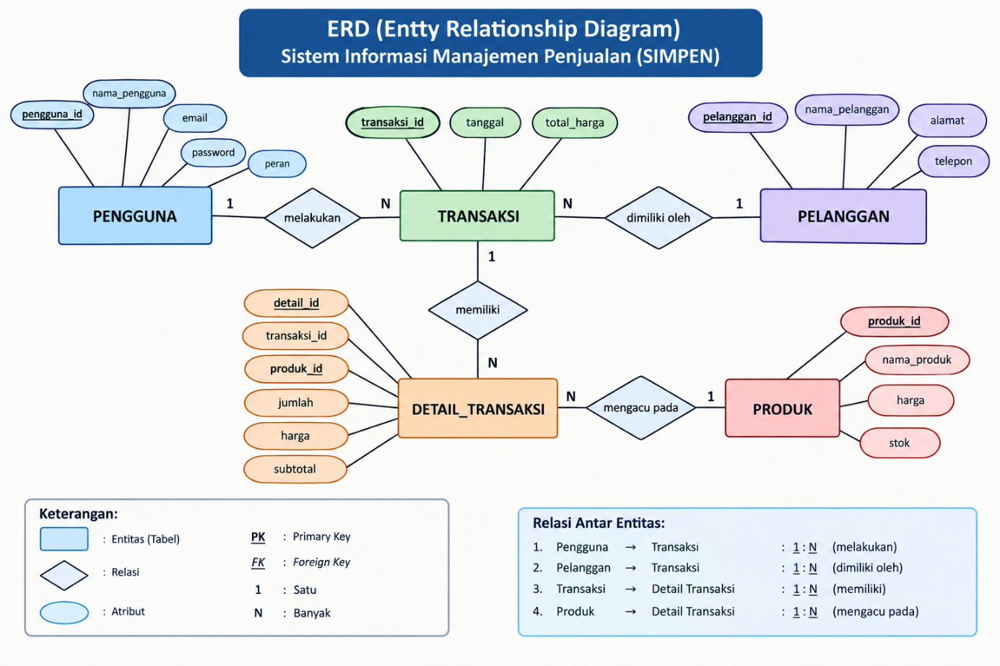 ERD (Entty Relationship Diagram)
Sistem Informasi Manajemen Penjualan (SIMPEN)
pengguna_id
nama_pengguna
email
password
peran
transaksi_id
tanggal
total_harga
pelanggan_id
nama_pelanggan
alamat
telepon
PENGGUNA
1
melakukan
N
TRANSAKSI
N
dimiliki oleh
1
PELANGGAN
1
memiliki
N
detail_id
transaksi_id
produk_id
jumlah
harga
subtotal
DETAIL_TRANSAKSI
N
mengacu pada
1
PRODUK
produk_id
nama_produk
harga
stok
Keterangan:
: Entitas (Tabel)
: Relasi
: Atribut
PK : Primary Key
FK : Foreign Key
1 : Satu
N : Banyak
Relasi Antar Entitas:
1. Pengguna → Transaksi : 1 : N (melakukan)
2. Pelanggan → Transaksi : 1 : N (dimiliki oleh)
3. Transaksi → Detail Transaksi : 1 : N (memiliki)
4. Produk → Detail Transaksi : 1 : N (mengacu pada)